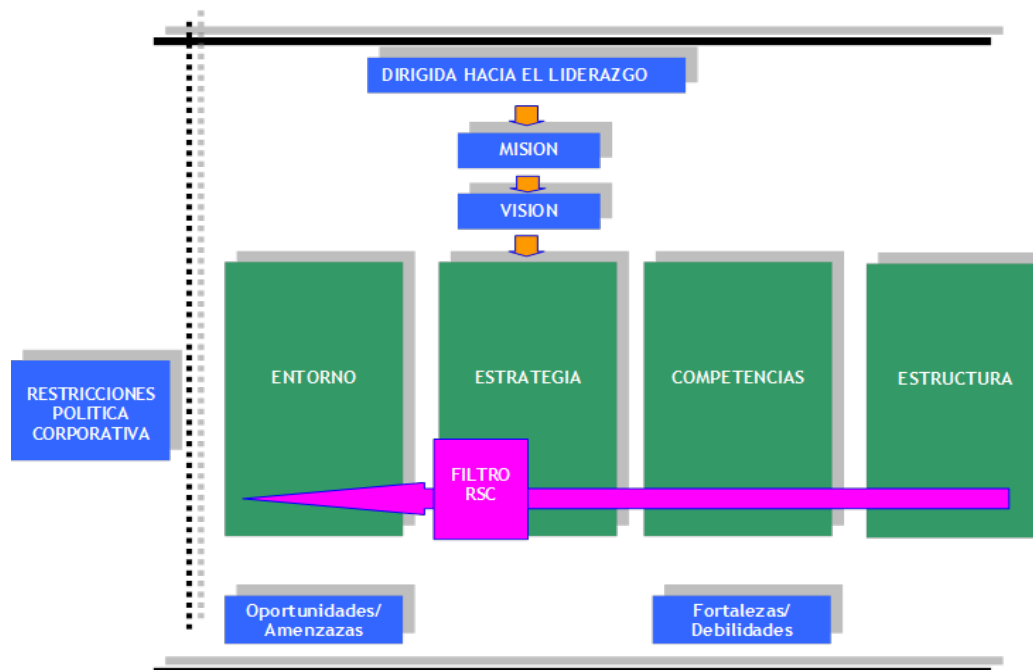 DIRIGIDA HACIA EL LIDERAZGO
MISION
VISION
ENTORNO
ESTRATEGIA
COMPETENCIAS
ESTRUCTURA
RESTRICCIONES
POLITICA
CORPORATIVA
FILTRO
RSC
Oportunidades/
Amenzazas
Fortalezas/
Debilidades